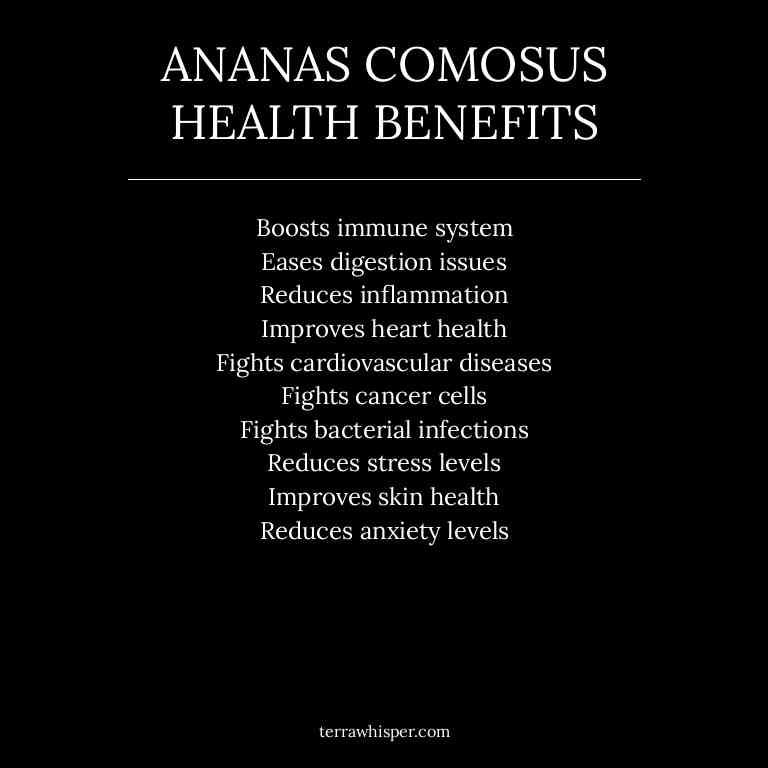 ANANAS COMOSUS
HEALTH BENEFITS
Boosts immune system
Eases digestion issues
Reduces inflammation
Improves heart health
Fights cardiovascular diseases
Fights cancer cells
Fights bacterial infections
Reduces stress levels
Improves skin health
Reduces anxiety levels
terrawhisper.com